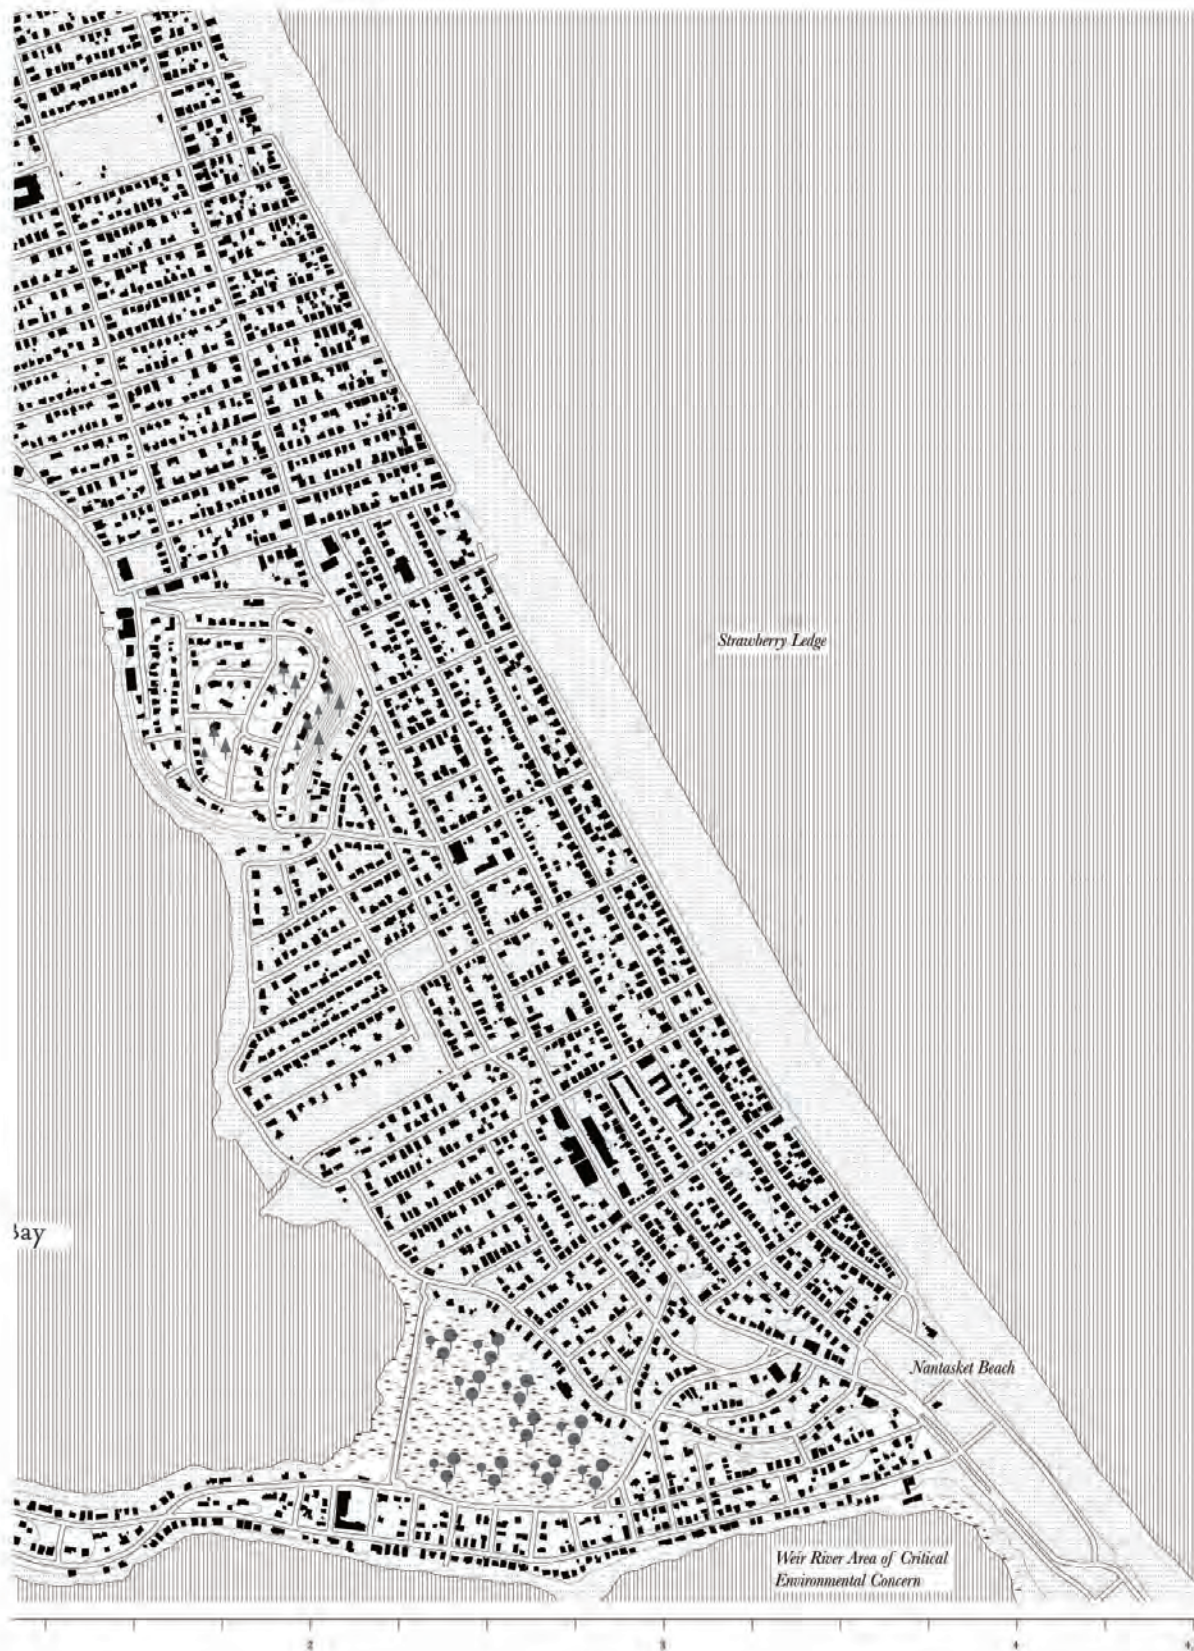 Strawberry Ledge
Bay
Nantasket Beach
Weir River Area of Critical
Environmental Concern
2
3
4